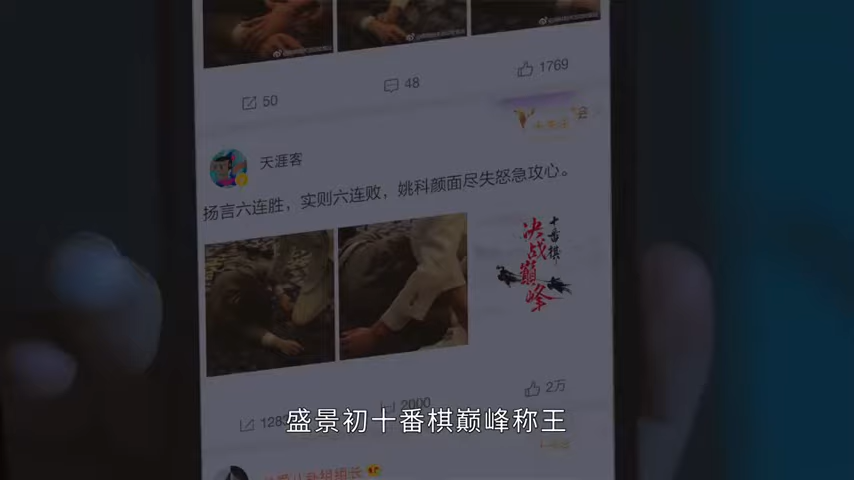 50
48
1769
会
天涯客
扬言六连胜，实则六连败，姚科颜面尽失怒急攻心。
十番棋
决战巅峰
2000
2万
盛景初十番棋巅峰称王